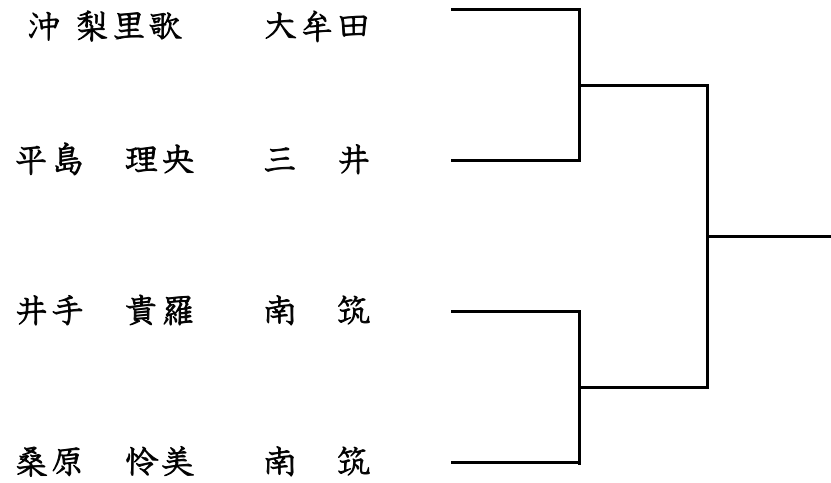 沖 梨里歌 大牟田
平島 理央 三 井
井手 貴羅 南 筑
桑原 怜美 南 筑